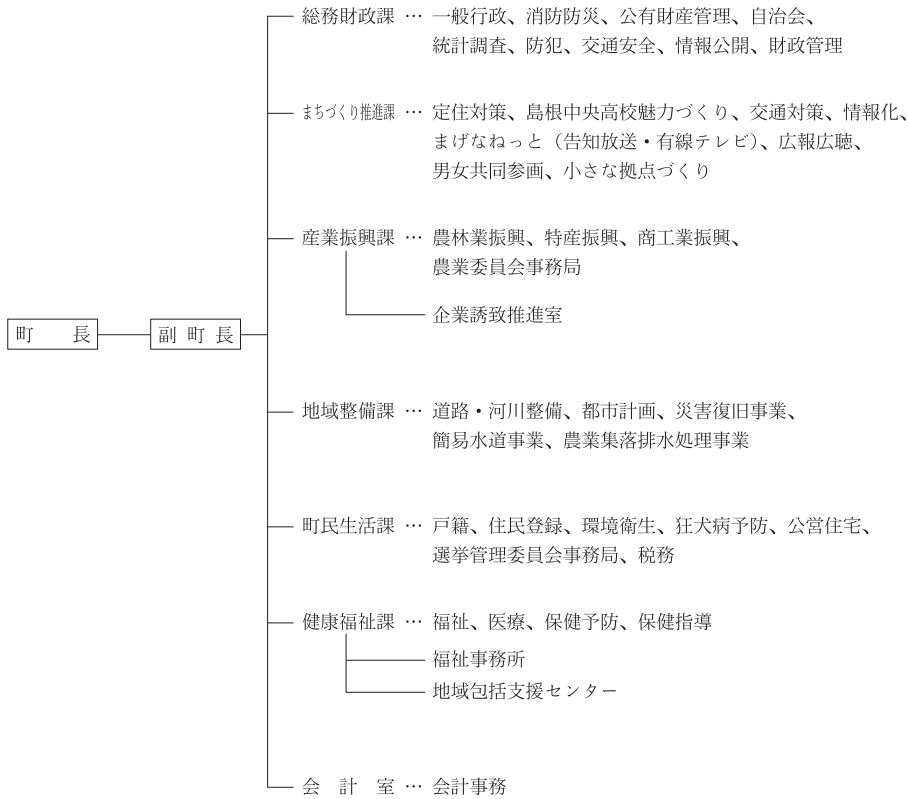 総務財政課 … 一般行政、消防防災、公有財産管理、自治会、
統計調査、防犯、交通安全、情報公開、財政管理
まちづくり推進課 … 定住対策、島根中央高校魅力づくり、交通対策、情報化、
まげなねっと（告知放送・有線テレビ）、広報広聴、
男女共同参画、小さな拠点づくり
産業振興課 … 農林業振興、特産振興、商工業振興、
農業委員会事務局
企業誘致推進室
町　長
副 町 長
地域整備課 … 道路・河川整備、都市計画、災害復旧事業、
簡易水道事業、農業集落排水処理事業
町民生活課 … 戸籍、住民登録、環境衛生、狂犬病予防、公営住宅、
選挙管理委員会事務局、税務
健康福祉課 … 福祉、医療、保健予防、保健指導
福祉事務所
地域包括支援センター
会　計　室 … 会計事務